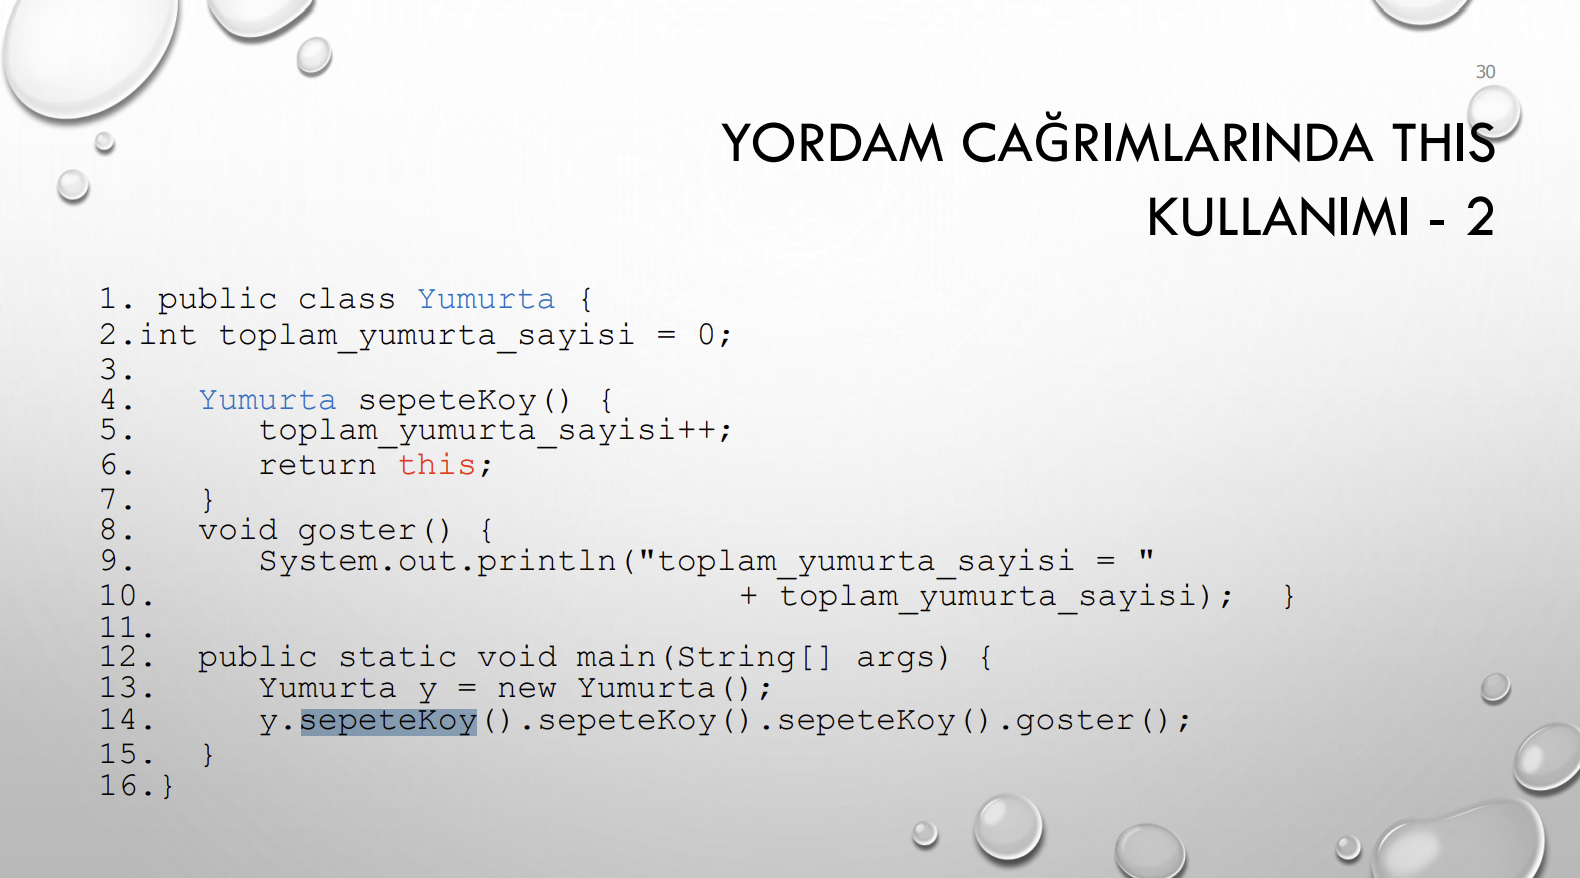 30
YORDAM CAĞRIMLARINDA THIS
KULLANIMI - 2
1. public class Yumurta {
2.int toplam_yumurta_sayisi = 0;
3.
4. Yumurta sepeteKoy() {
5. toplam_yumurta_sayisi++;
6. return this;
7. }
8. void goster() {
9. System.out.println("toplam_yumurta_sayisi = "
10. + toplam_yumurta_sayisi); }
11.
12. public static void main(String[] args) {
13. Yumurta y = new Yumurta();
14. y.sepeteKoy().sepeteKoy().sepeteKoy().goster();
15. }
16.}